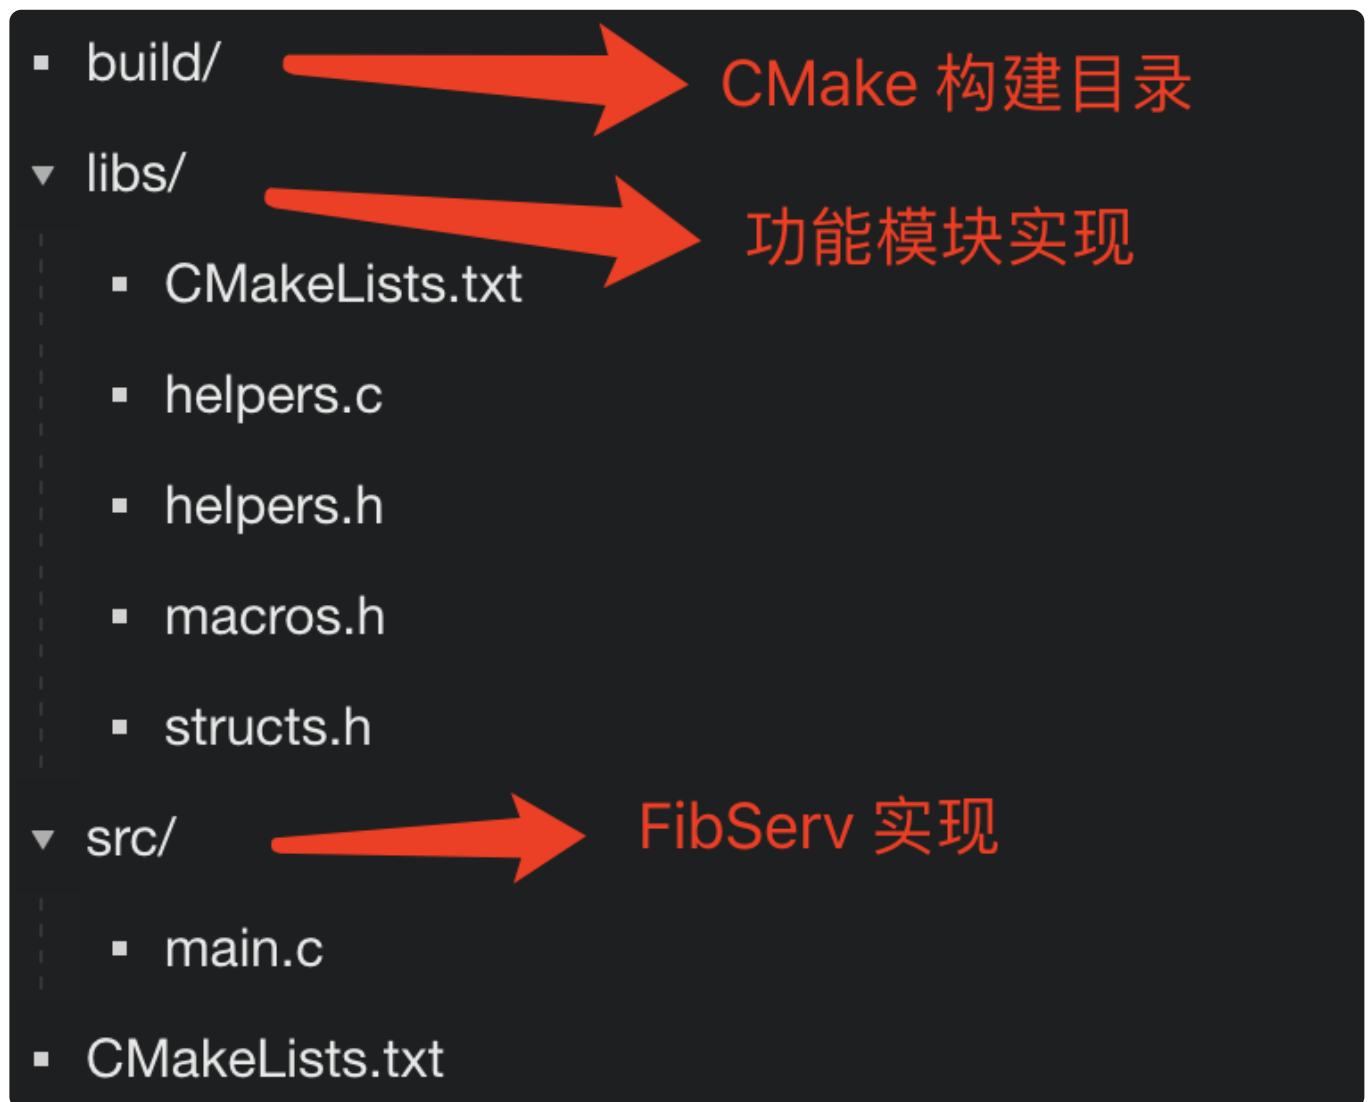 build/
CMake 构建目录
libs/
功能模块实现
CMakeLists.txt
helpers.c
helpers.h
macros.h
structs.h
src/
FibServ 实现
main.c
CMakeLists.txt